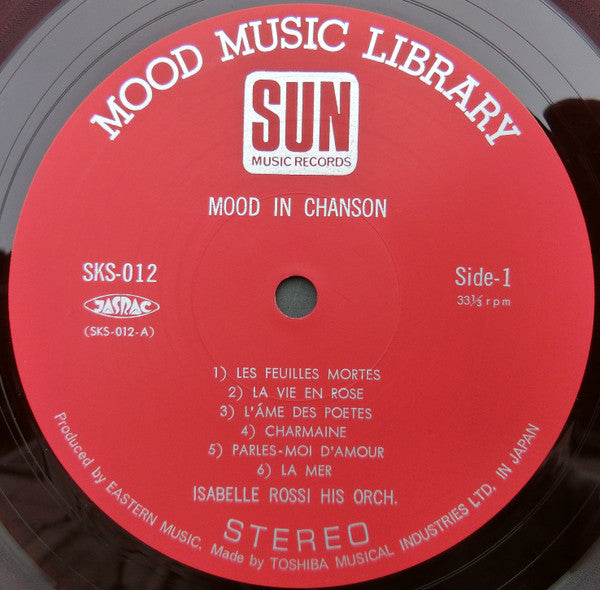 MOOD MUSIC LIBRARY
SUN
MUSIC RECORDS
MOOD IN CHANSON
SKS-012
Side-1
JASRAC
33⅓ rpm
(SKS-012-A)
1) LES FEUILLES MORTES
2) LA VIE EN ROSE
3) L'ÁME DES POETES
4) CHARMAINE
5) PARLES-MOI D'AMOUR
6) LA MER
ISABELLE ROSSI HIS ORCH.
STEREO
Produced by EASTERN MUSIC. Made by TOSHIBA MUSICAL INDUSTRIES LTD. IN JAPAN